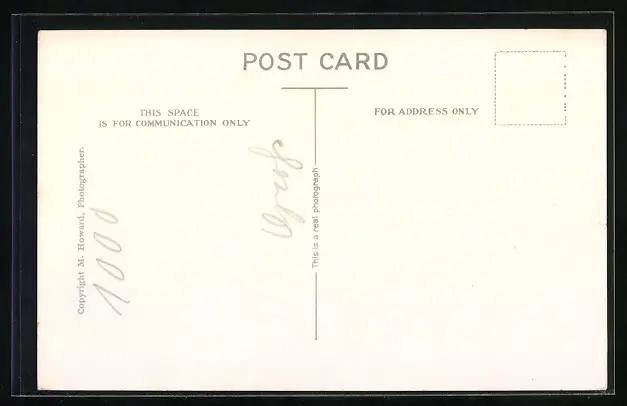 POST CARD
THIS SPACE
IS FOR COMMUNICATION ONLY
FOR ADDRESS ONLY
Copyright M. Howard, Photographer.
1000
This is a real photograph